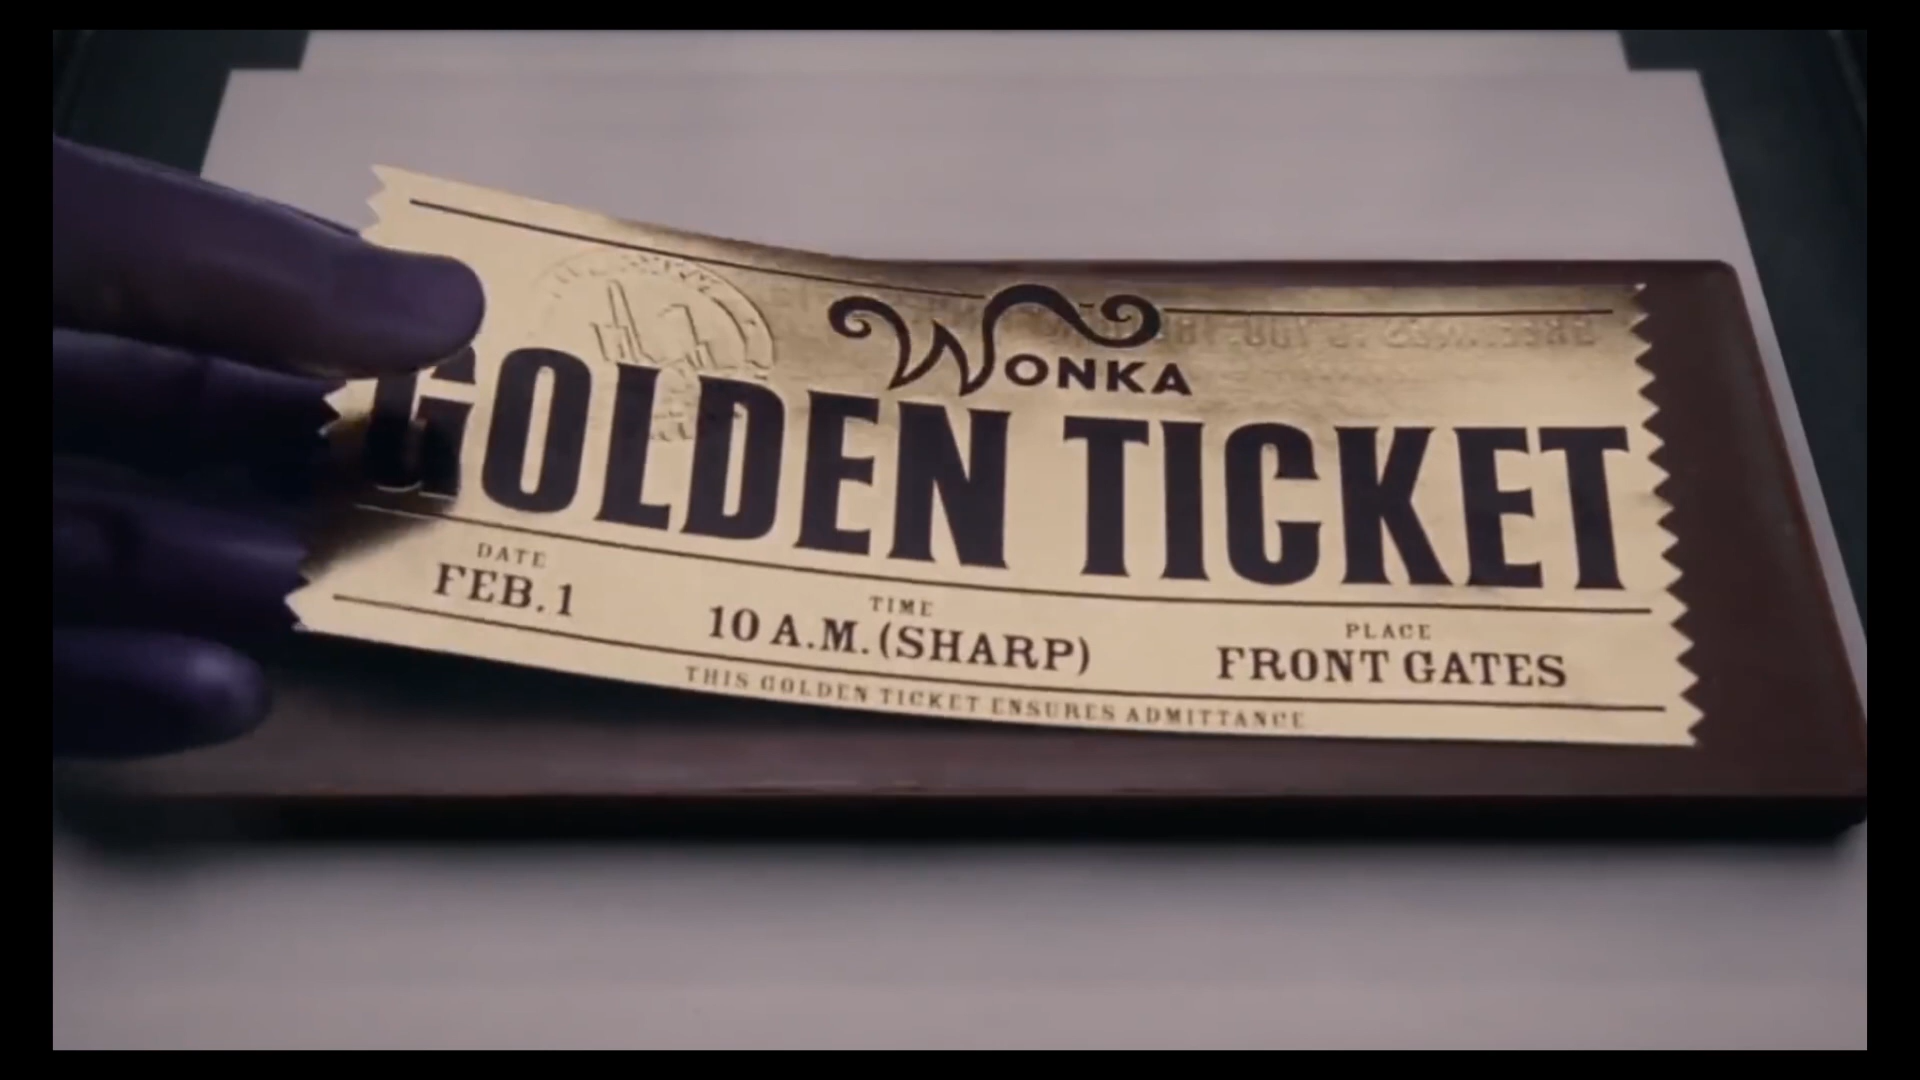 WONKA
GOLDEN TICKET
DATE
FEB. 1
TIME
10 A.M. (SHARP)
PLACE
FRONT GATES
THIS GOLDEN TICKET ENSURES ADMITTANCE